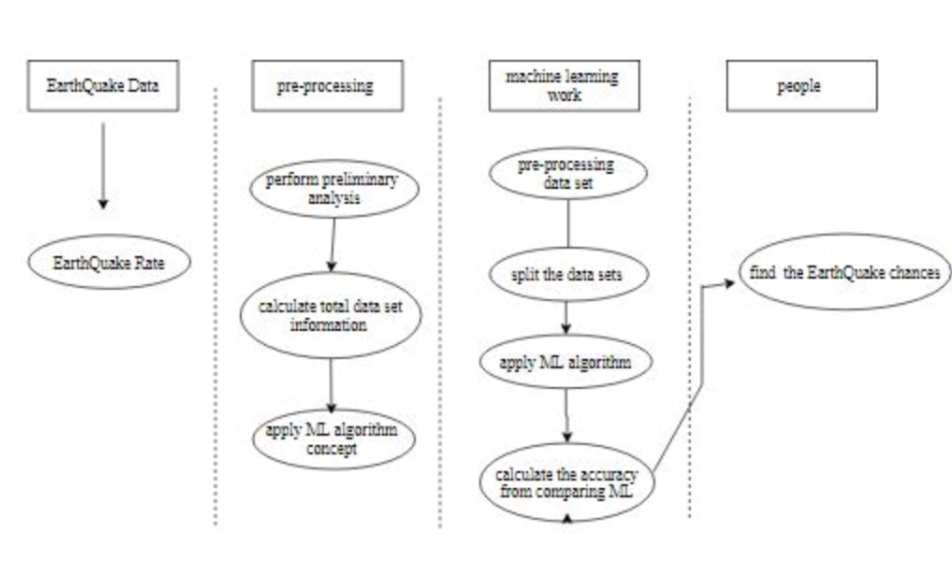 EarthQuake Data
pre-processing
machine learning
work
people
EarthQuake Rate
perform preliminary
analysis
calculate total data set
information
apply ML algorithm
concept
pre-processing
data set
split the data sets
apply ML algorithm
calculate the accuracy
from comparing ML
find the EarthQuake chances